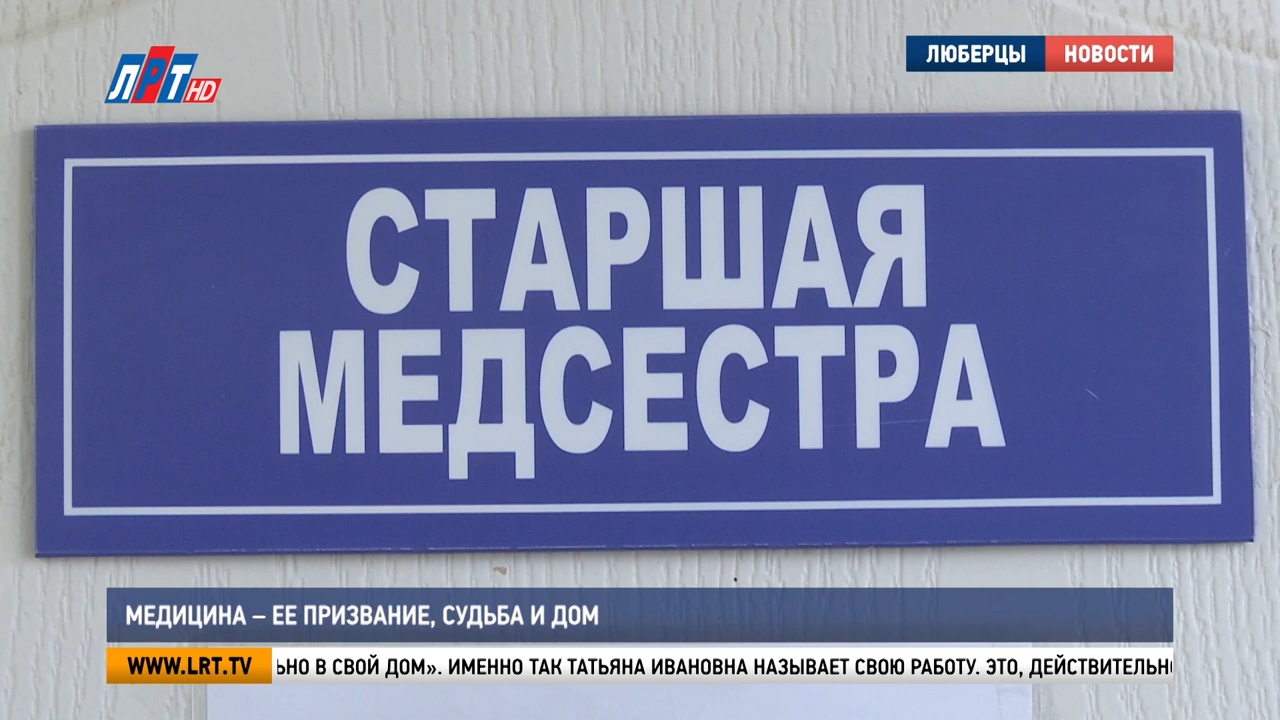 ЛРТ HD
ЛЮБЕРЦЫ НОВОСТИ
СТАРШАЯ
МЕДСЕСТРА
МЕДИЦИНА – ЕЕ ПРИЗВАНИЕ, СУДЬБА И ДОМ
WWW.LRT.TV В СВОЙ ДОМ». ИМЕННО ТАК ТАТЬЯНА ИВАНОВНА НАЗЫВАЕТ СВОЮ РАБОТУ. ЭТО,